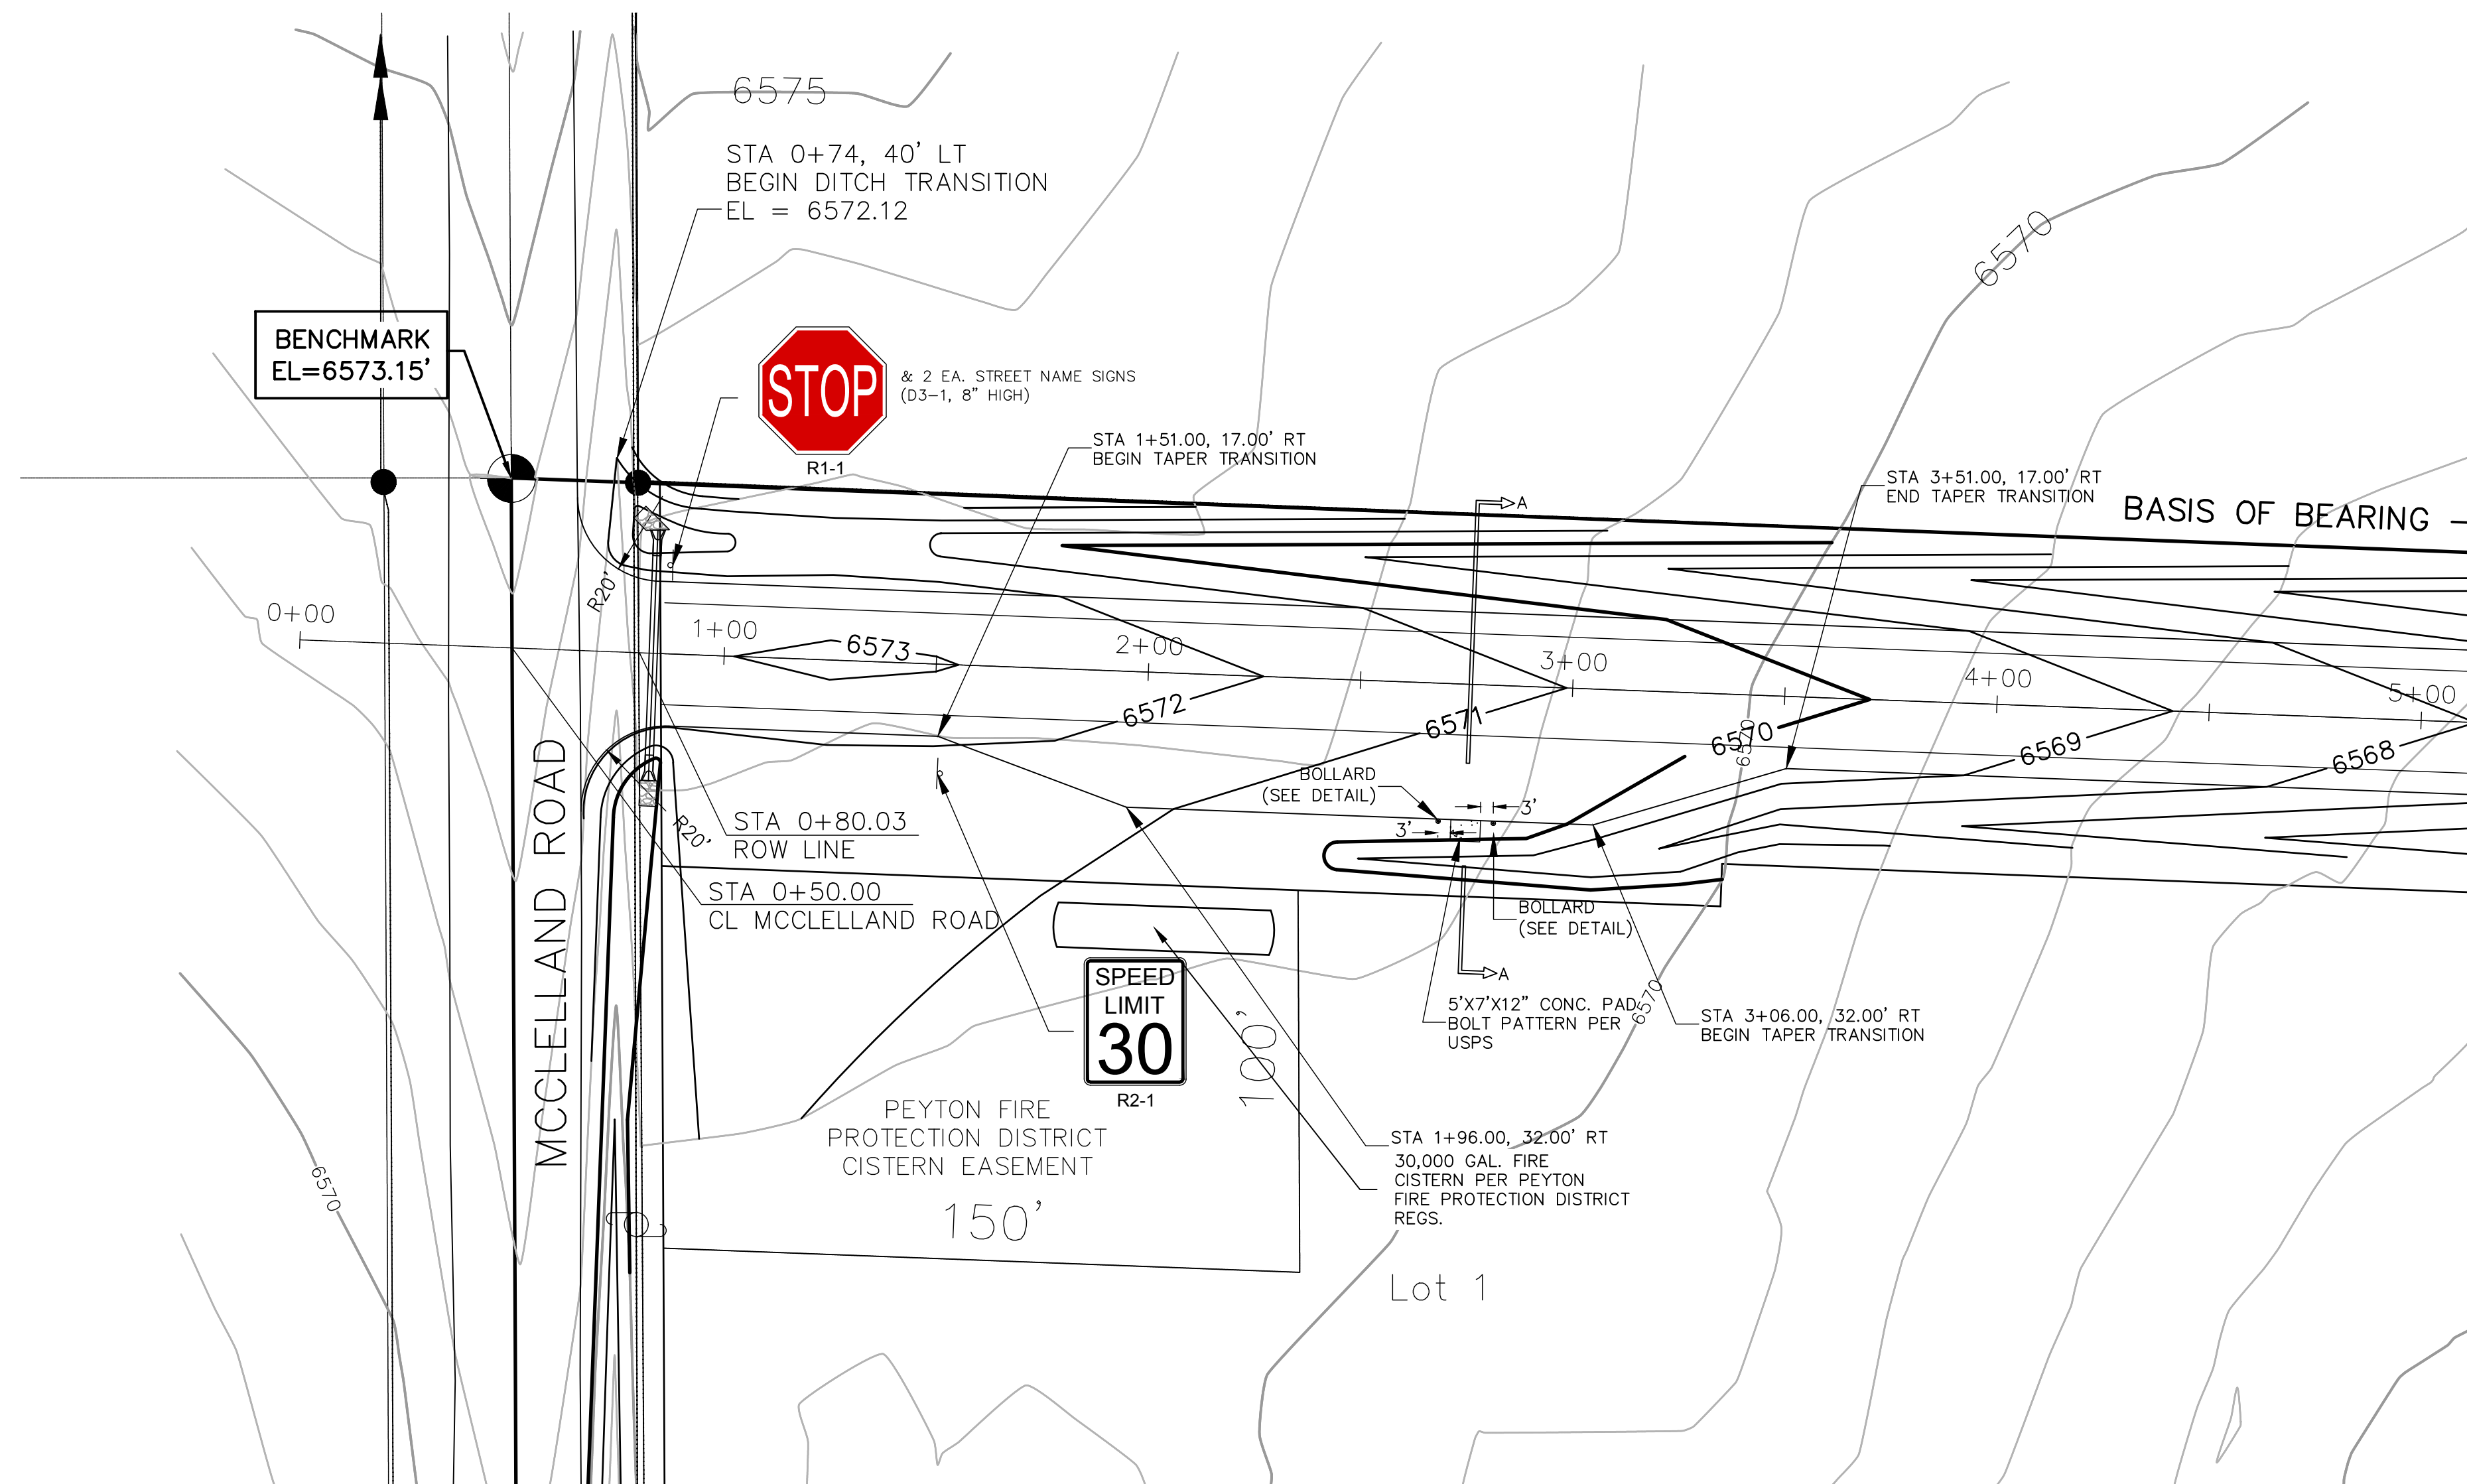 6575
STA 0+74, 40' LT
BEGIN DITCH TRANSITION
EL = 6572.12
6570
BENCHMARK
EL=6573.15'
STOP
R1-1
& 2 EA. STREET NAME SIGNS
(D3-1, 8" HIGH)
STA 1+51.00, 17.00' RT
BEGIN TAPER TRANSITION
A
STA 3+51.00, 17.00' RT
END TAPER TRANSITION
BASIS OF BEARING
R20'
0+00
1+00
2+00
3+00
4+00
5+00
6573
6572
6571
6570
6570
6569
6568
BOLLARD
(SEE DETAIL)
3'
3'
R20'
STA 0+80.03
ROW LINE
STA 0+50.00
CL MCCLELLAND ROAD
MCCLELLAND ROAD
BOLLARD
(SEE DETAIL)
A
SPEED
LIMIT
30
R2-1
100'
5'X7'X12" CONC. PAD
BOLT PATTERN PER
USPS
6570
STA 3+06.00, 32.00' RT
BEGIN TAPER TRANSITION
PEYTON FIRE
PROTECTION DISTRICT
CISTERN EASEMENT
150'
STA 1+96.00, 32.00' RT
30,000 GAL. FIRE
CISTERN PER PEYTON
FIRE PROTECTION DISTRICT
REGS.
6570
Lot 1